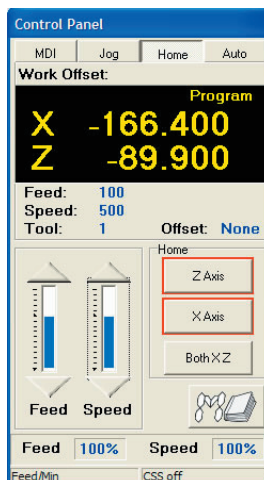 Control Panel
MDI Jog Home Auto
Work Offset:
Program
X -166.400
Z -89.900
Feed: 100
Speed: 500
Tool: 1 Offset: None
Home
Z Axis
X Axis
Both X Z
Feed Speed
Feed 100% Speed 100%
Feed/Min CSS off